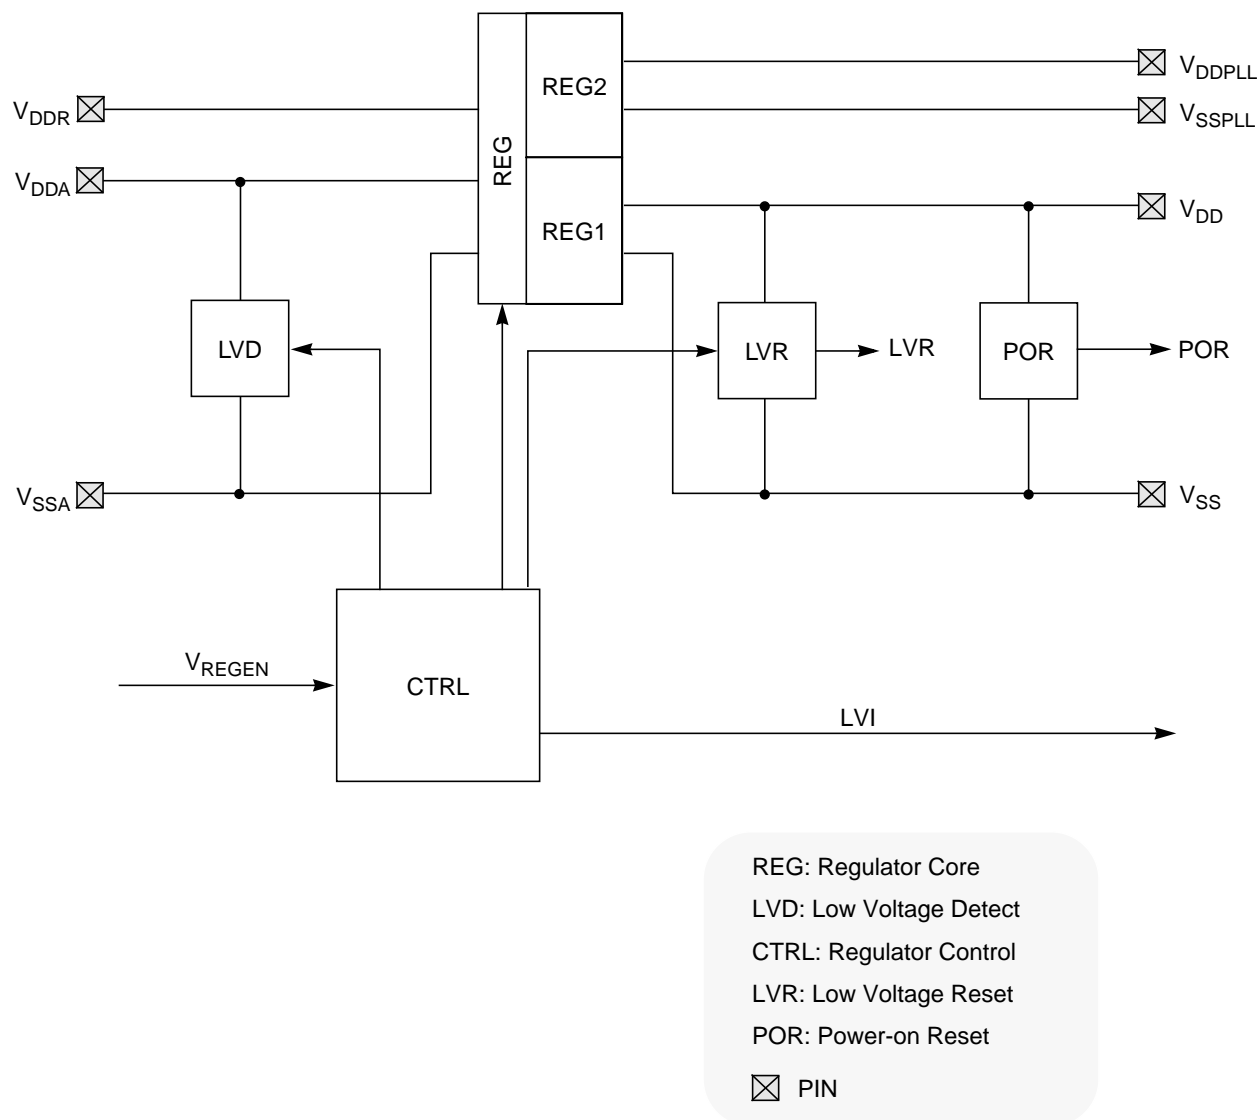 REG2
VDDPLL
VDDR
VSSPLL
REG
VDDA
VDD
REG1
LVD
LVR
LVR
POR
POR
VSSA
VSS
VREGEN
CTRL
LVI
REG: Regulator Core
LVD: Low Voltage Detect
CTRL: Regulator Control
LVR: Low Voltage Reset
POR: Power-on Reset
PIN